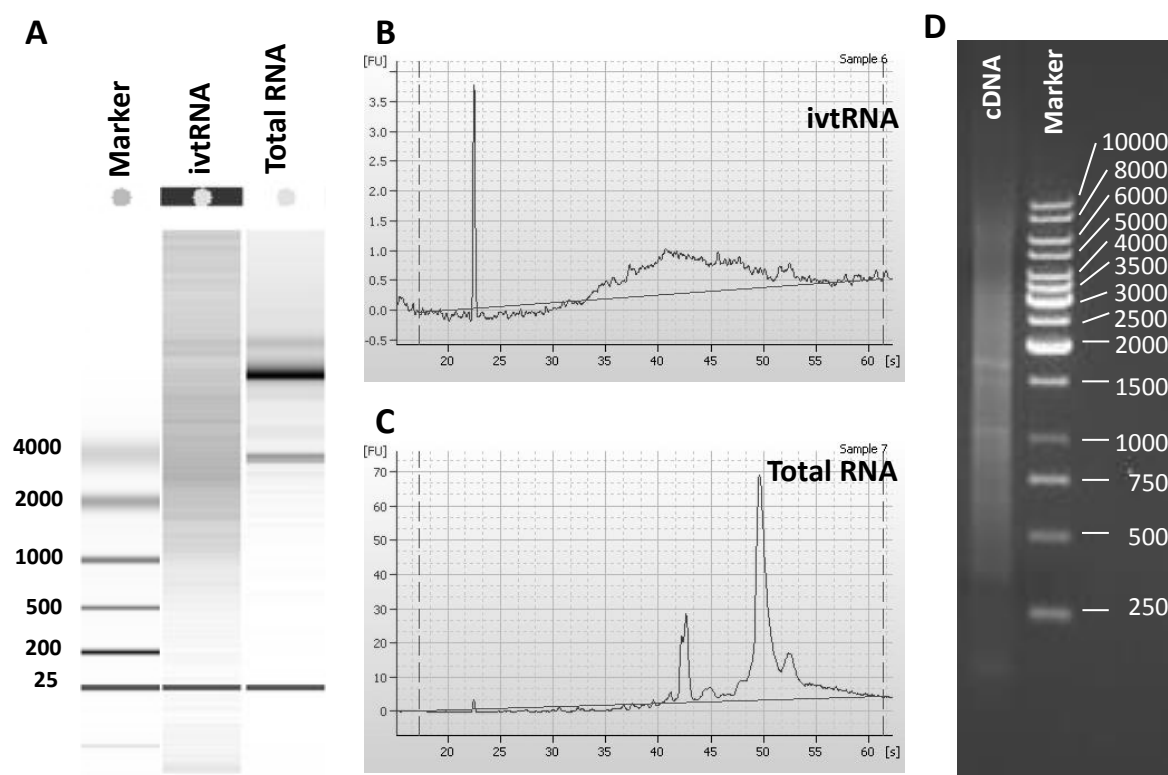 A
Marker
ivtRNA
Total RNA
4000
2000
1000
500
200
25
B
[FU]
Sample 6
ivtRNA
3.5
3.0
2.5
2.0
1.5
1.0
0.5
0.0
-0.5
20 25 30 35 40 45 50 55 60 [s]
C
[FU]
Sample 7
Total RNA
70
60
50
40
30
20
10
0
20 25 30 35 40 45 50 55 60 [s]
D
cDNA
Marker
10000
8000
6000
5000
4000
3500
3000
2500
2000
1500
1000
750
500
250